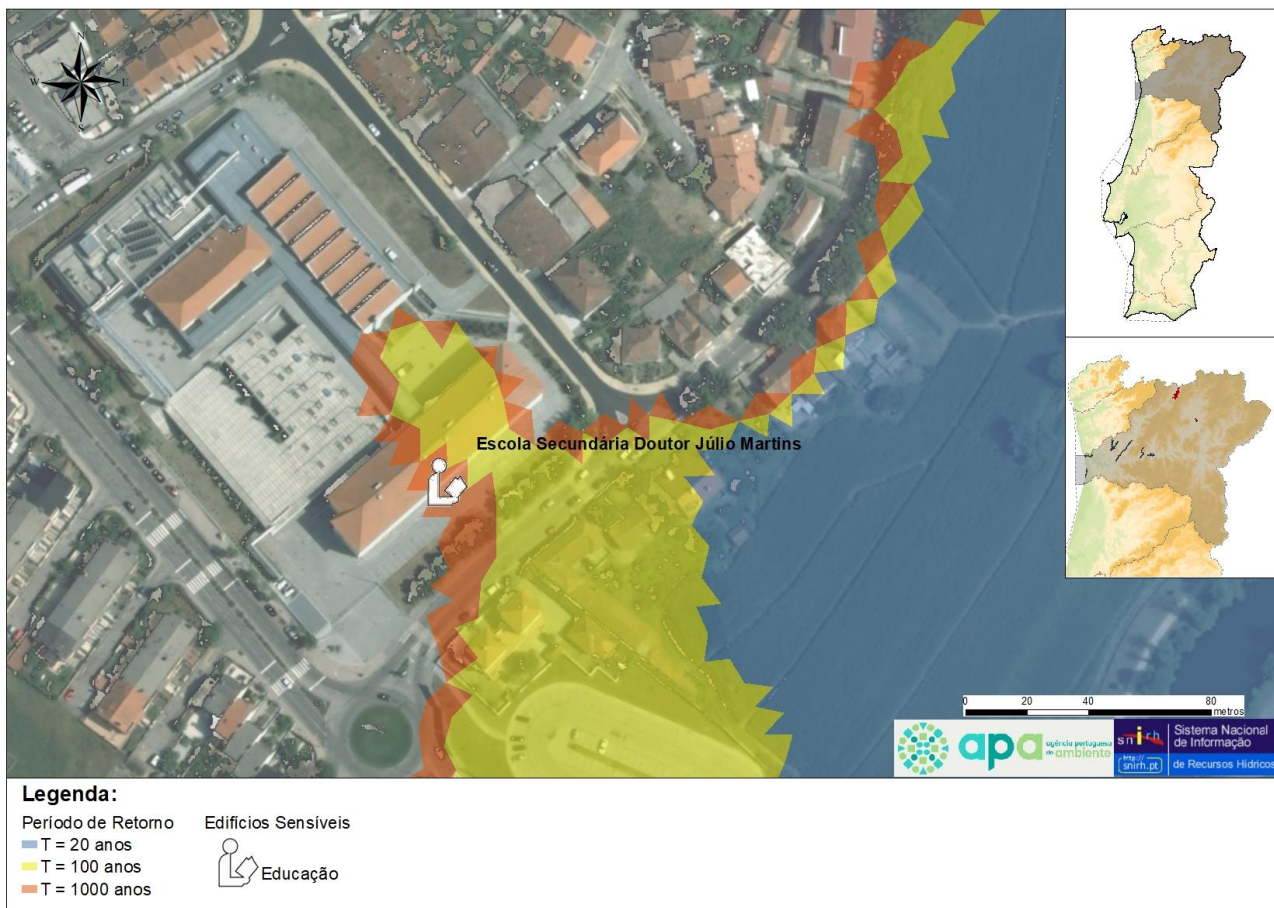 N
W E
S
Escola Secundária Doutor Júlio Martins
0 20 40 80
metros
apa
agência portuguesa
do ambiente
snirh
http://
snirh.pt
Sistema Nacional
de Informação
de Recursos Hídricos
Legenda:
Período de Retorno
T = 20 anos
T = 100 anos
T = 1000 anos
Edifícios Sensíveis
Educação